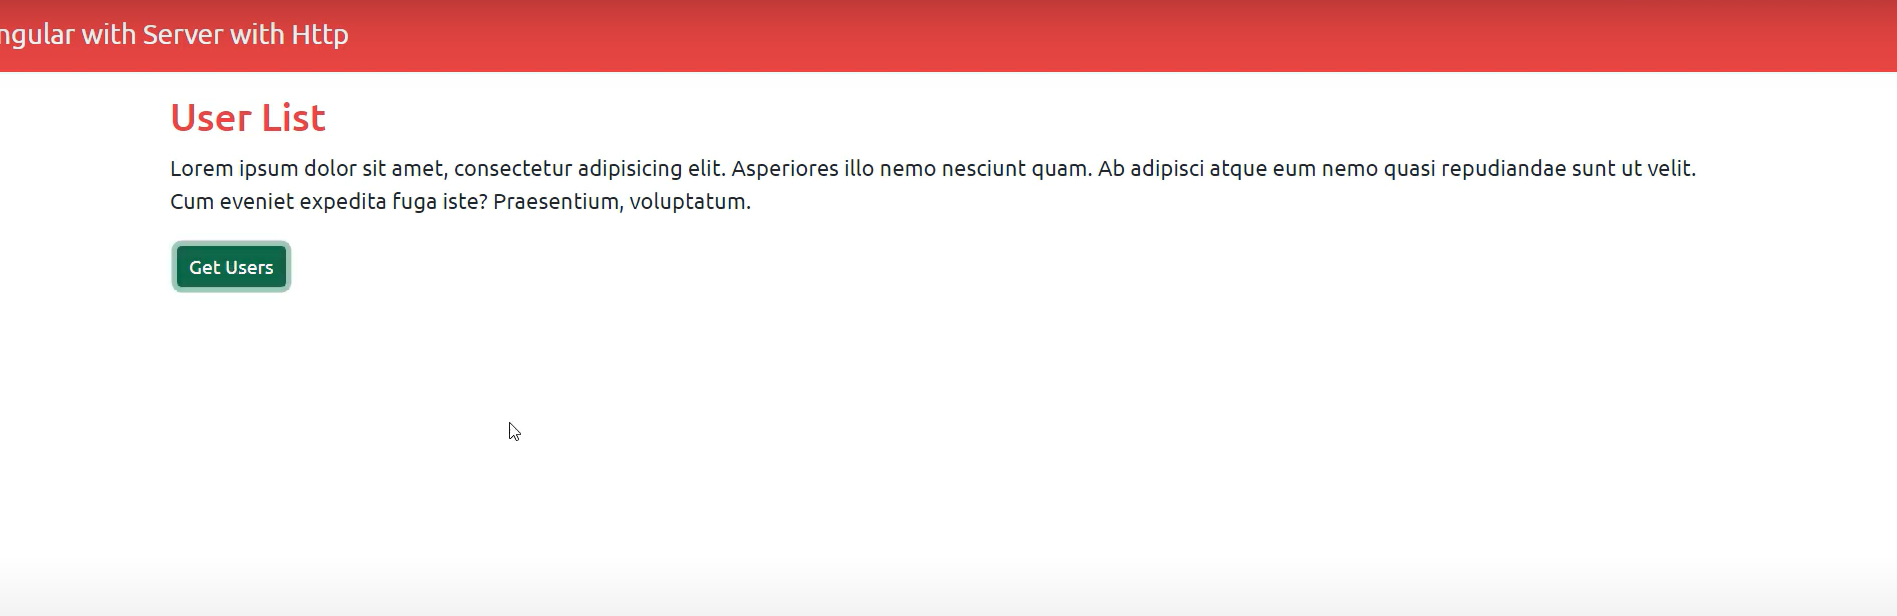 ngular with Server with Http
User List
Lorem ipsum dolor sit amet, consectetur adipisicing elit. Asperiores illo nemo nesciunt quam. Ab adipisci atque eum nemo quasi repudiandae sunt ut velit.
Cum eveniet expedita fuga iste? Praesentium, voluptatum.
Get Users